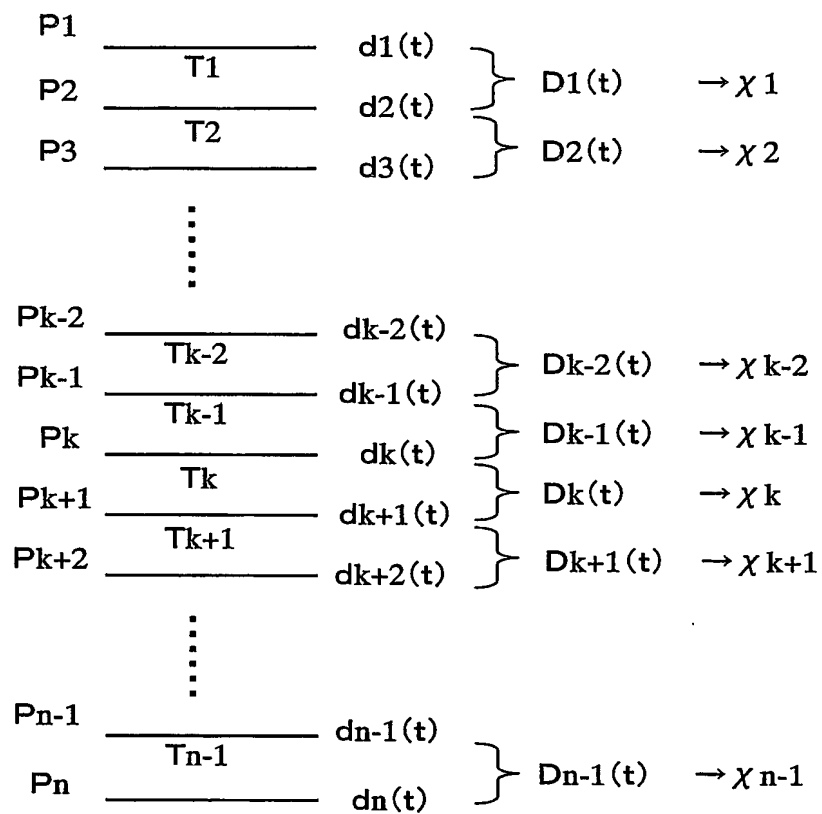 P1 d1(t)
T1 D1(t) →χ1
P2 d2(t)
T2 D2(t) →χ2
P3 d3(t)
Pk-2 dk-2(t)
Tk-2 Dk-2(t) →χk-2
Pk-1 dk-1(t)
Tk-1 Dk-1(t) →χk-1
Pk dk(t)
Tk Dk(t) →χk
Pk+1 dk+1(t)
Tk+1 Dk+1(t) →χk+1
Pk+2 dk+2(t)
Pn-1 dn-1(t)
Tn-1 Dn-1(t) →χn-1
Pn dn(t)